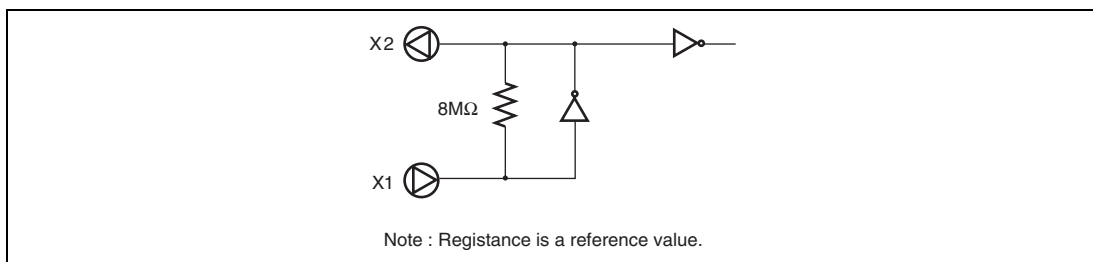 X2
8MΩ
X1
Note : Registance is a reference value.